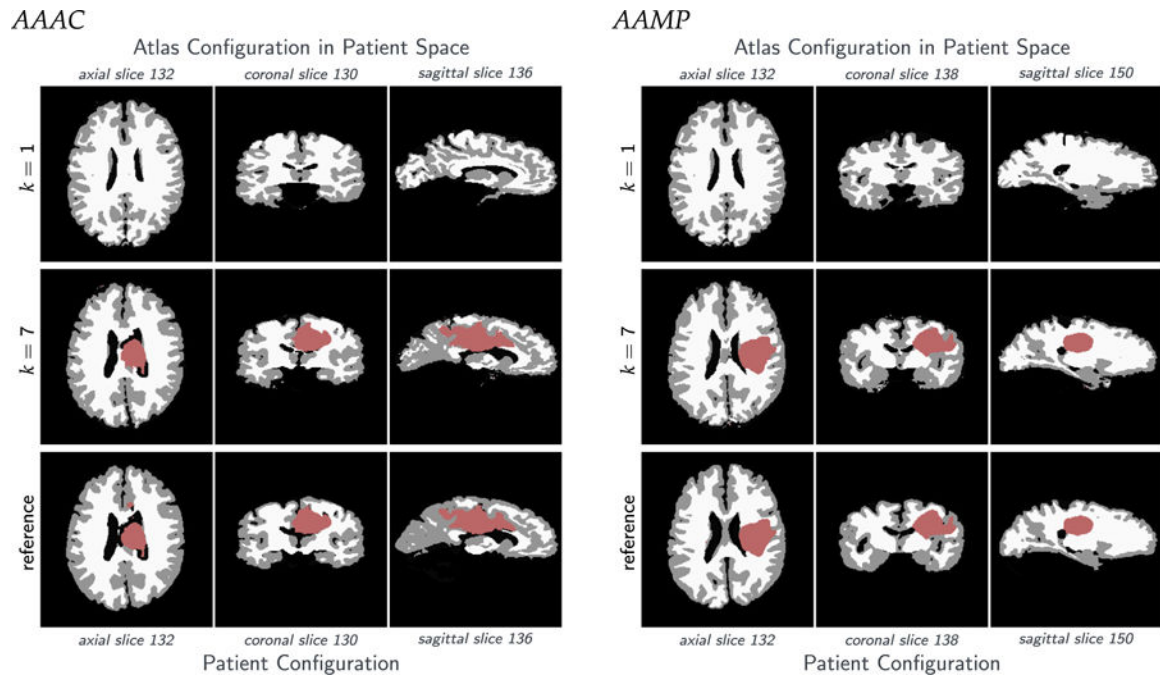 AAAC
Atlas Configuration in Patient Space
axial slice 132 coronal slice 130 sagittal slice 136
k = 1
k = 7
reference
axial slice 132 coronal slice 130 sagittal slice 136
Patient Configuration
AAMP
Atlas Configuration in Patient Space
axial slice 132 coronal slice 138 sagittal slice 150
k = 1
k = 7
reference
axial slice 132 coronal slice 138 sagittal slice 150
Patient Configuration